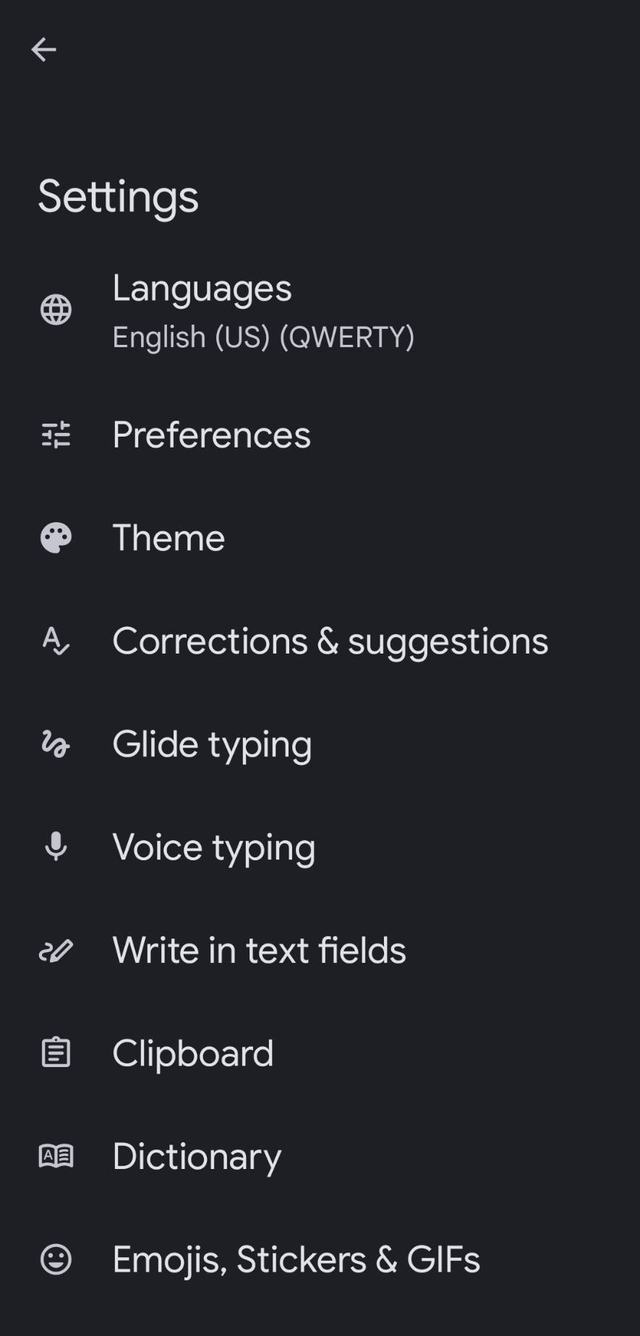 Settings
Languages
English (US) (QWERTY)
Preferences
Theme
Corrections & suggestions
Glide typing
Voice typing
Write in text fields
Clipboard
Dictionary
Emojis, Stickers & GIFs